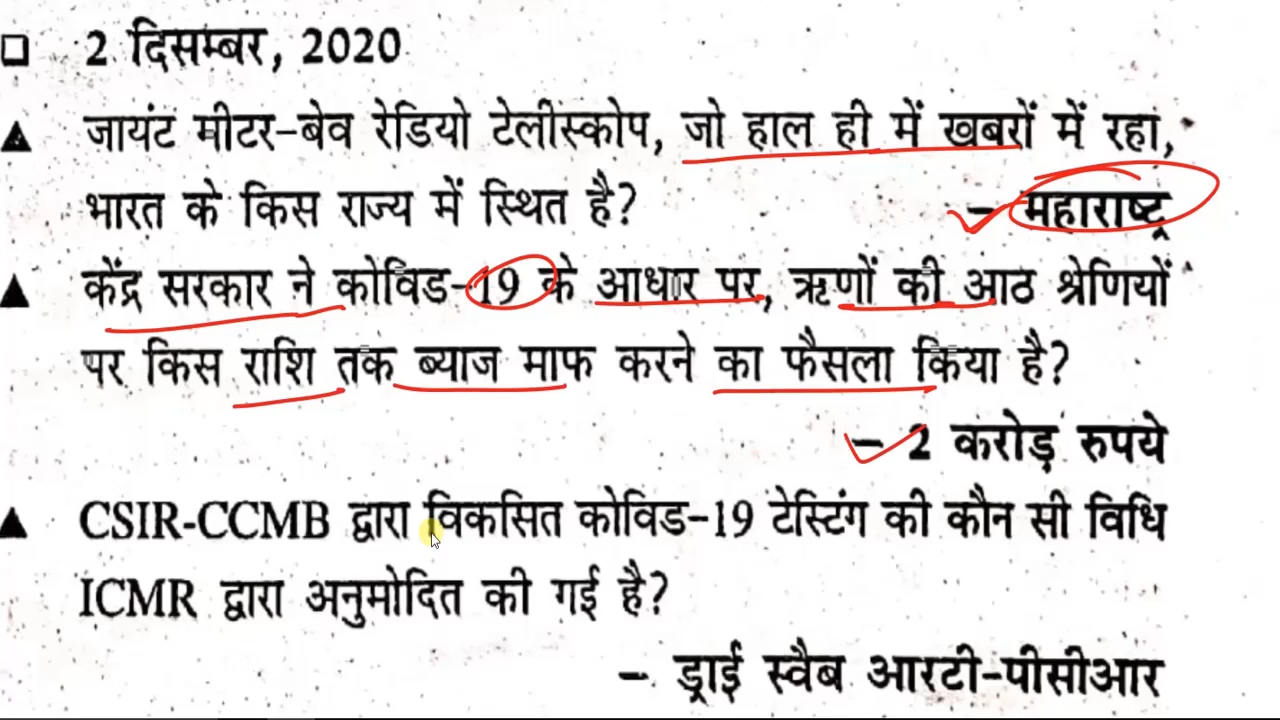 □ 2 दिसम्बर, 2020
▲ जायंट मीटर-बेव रेडियो टेलीस्कोप, जो हाल ही में खबरों में रहा,
भारत के किस राज्य में स्थित है?    – महाराष्ट्र
▲ केंद्र सरकार ने कोविड-19 के आधार पर, ऋणों की आठ श्रेणियों
पर किस राशि तक ब्याज माफ करने का फैसला किया है?
– 2 करोड़ रुपये
▲ CSIR-CCMB द्वारा विकसित कोविड-19 टेस्टिंग की कौन सी विधि
ICMR द्वारा अनुमोदित की गई है?
– ड्राई स्वैब आरटी-पीसीआर